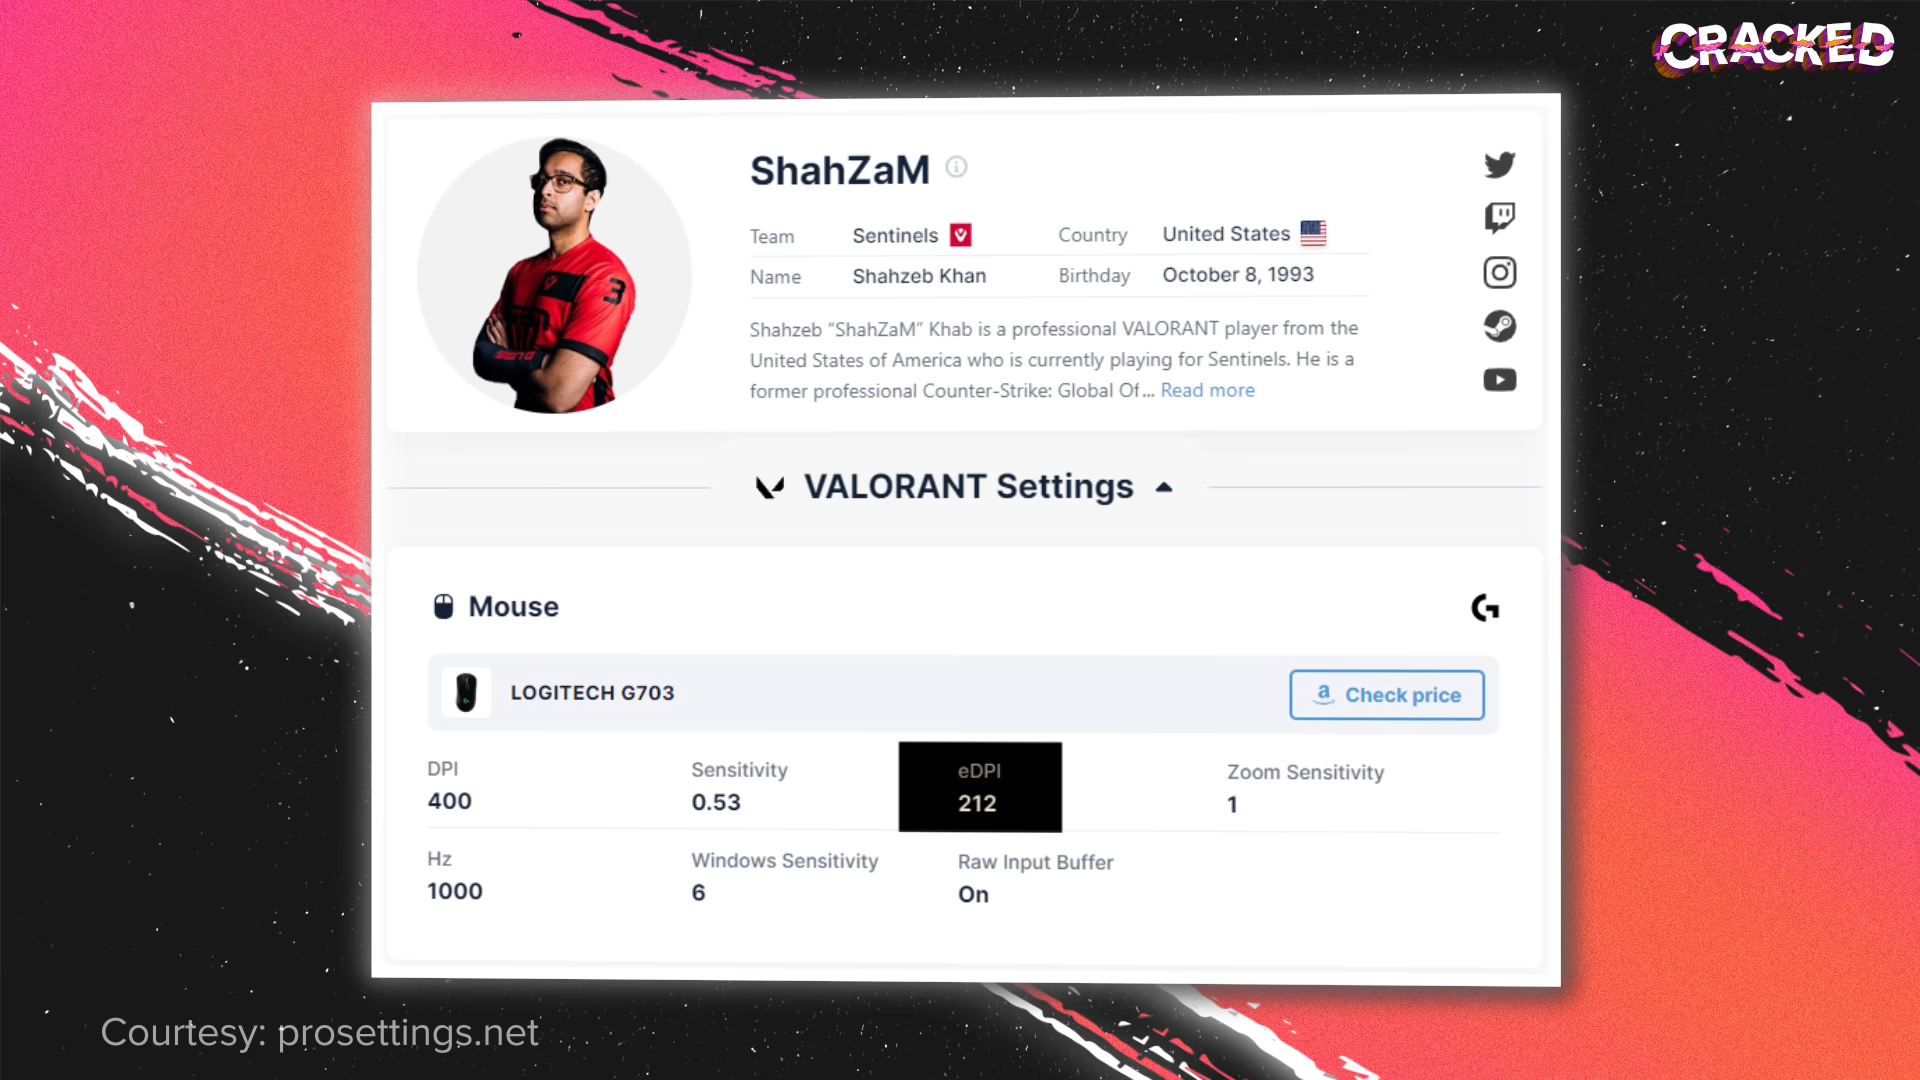 CRACKED
ShahZaM
Team Sentinels Country United States
Name Shahzeb Khan Birthday October 8, 1993
Shahzeb “ShahZaM” Khab is a professional VALORANT player from the
United States of America who is currently playing for Sentinels. He is a
former professional Counter-Strike: Global Of... Read more
3
SEN
VALORANT Settings
Mouse
LOGITECH G703
a Check price
DPI Sensitivity eDPI Zoom Sensitivity
400 0.53 212 1
Hz Windows Sensitivity Raw Input Buffer
1000 6 On
Courtesy: prosettings.net